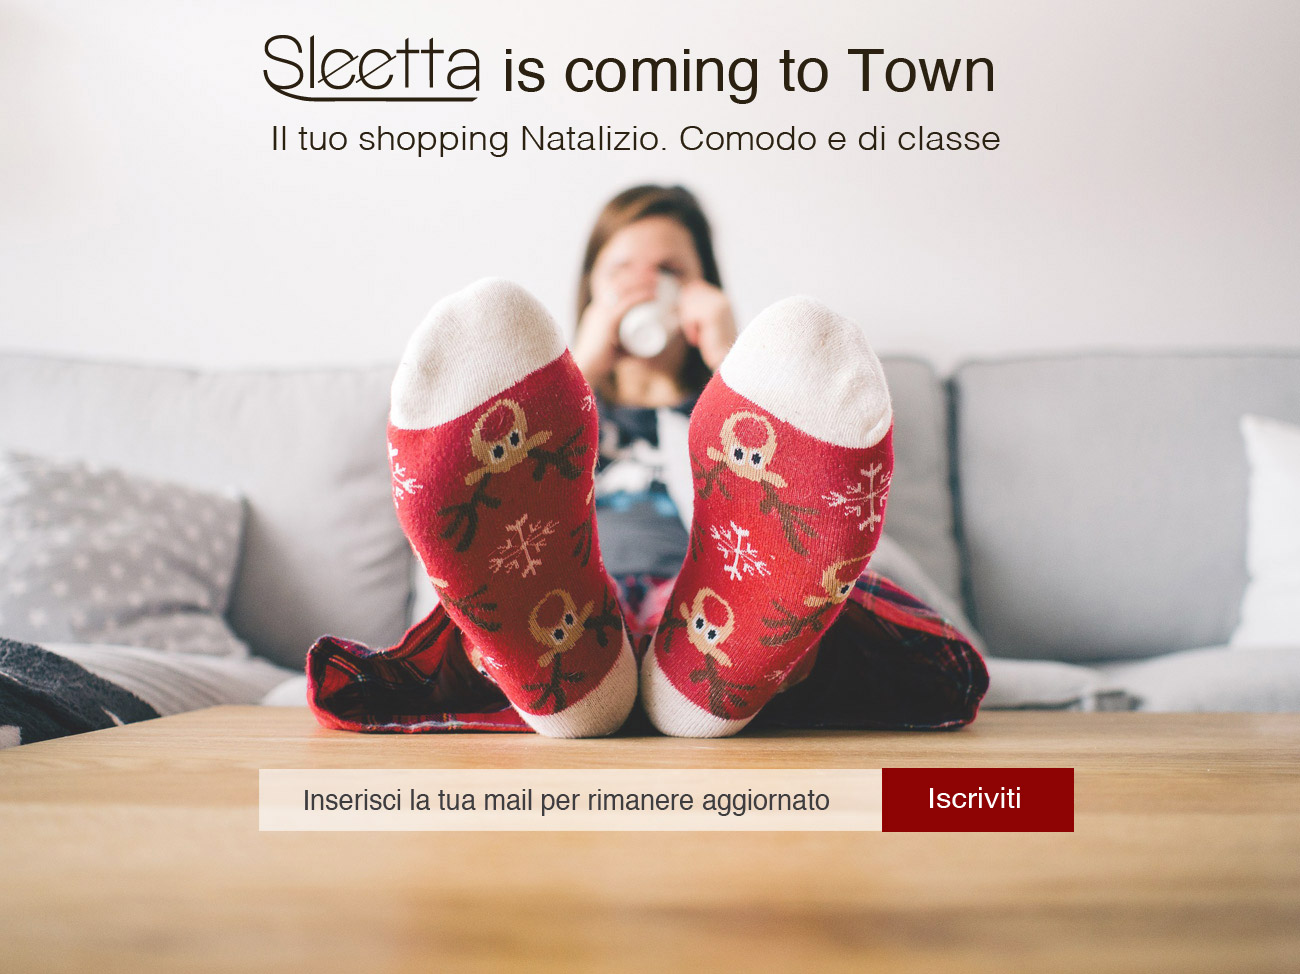 Sleetta is coming to Town
Il tuo shopping Natalizio. Comodo e di classe
Inserisci la tua mail per rimanere aggiornato
Iscriviti